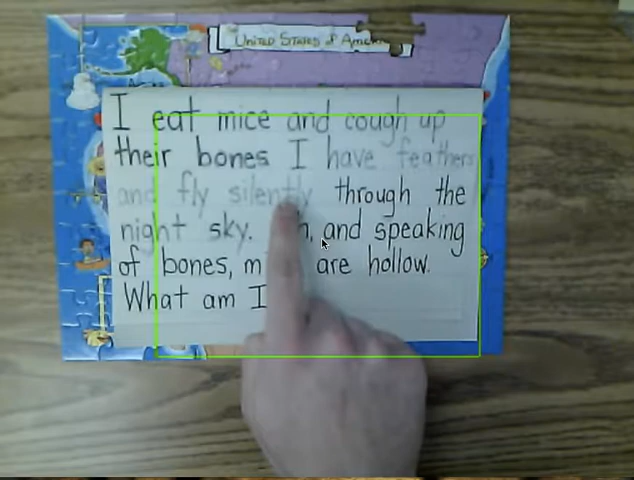 United States of America
I eat mice and cough up
their bones I have feathers
and fly silently through the
night sky. and speaking
of bones, are hollow.
What am I